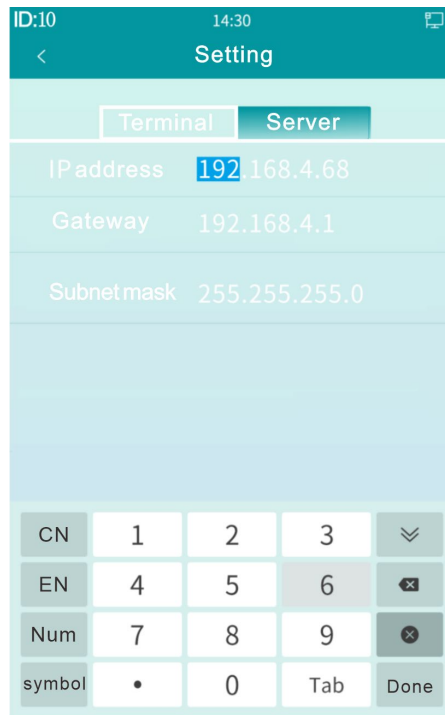 ID:10 14:30
< Setting
Terminal Server
IPaddress 192.168.4.68
Gateway 192.168.4.1
Subnet mask 255.255.255.0
CN 1 2 3
EN 4 5 6
Num 7 8 9
symbol • 0 Tab Done